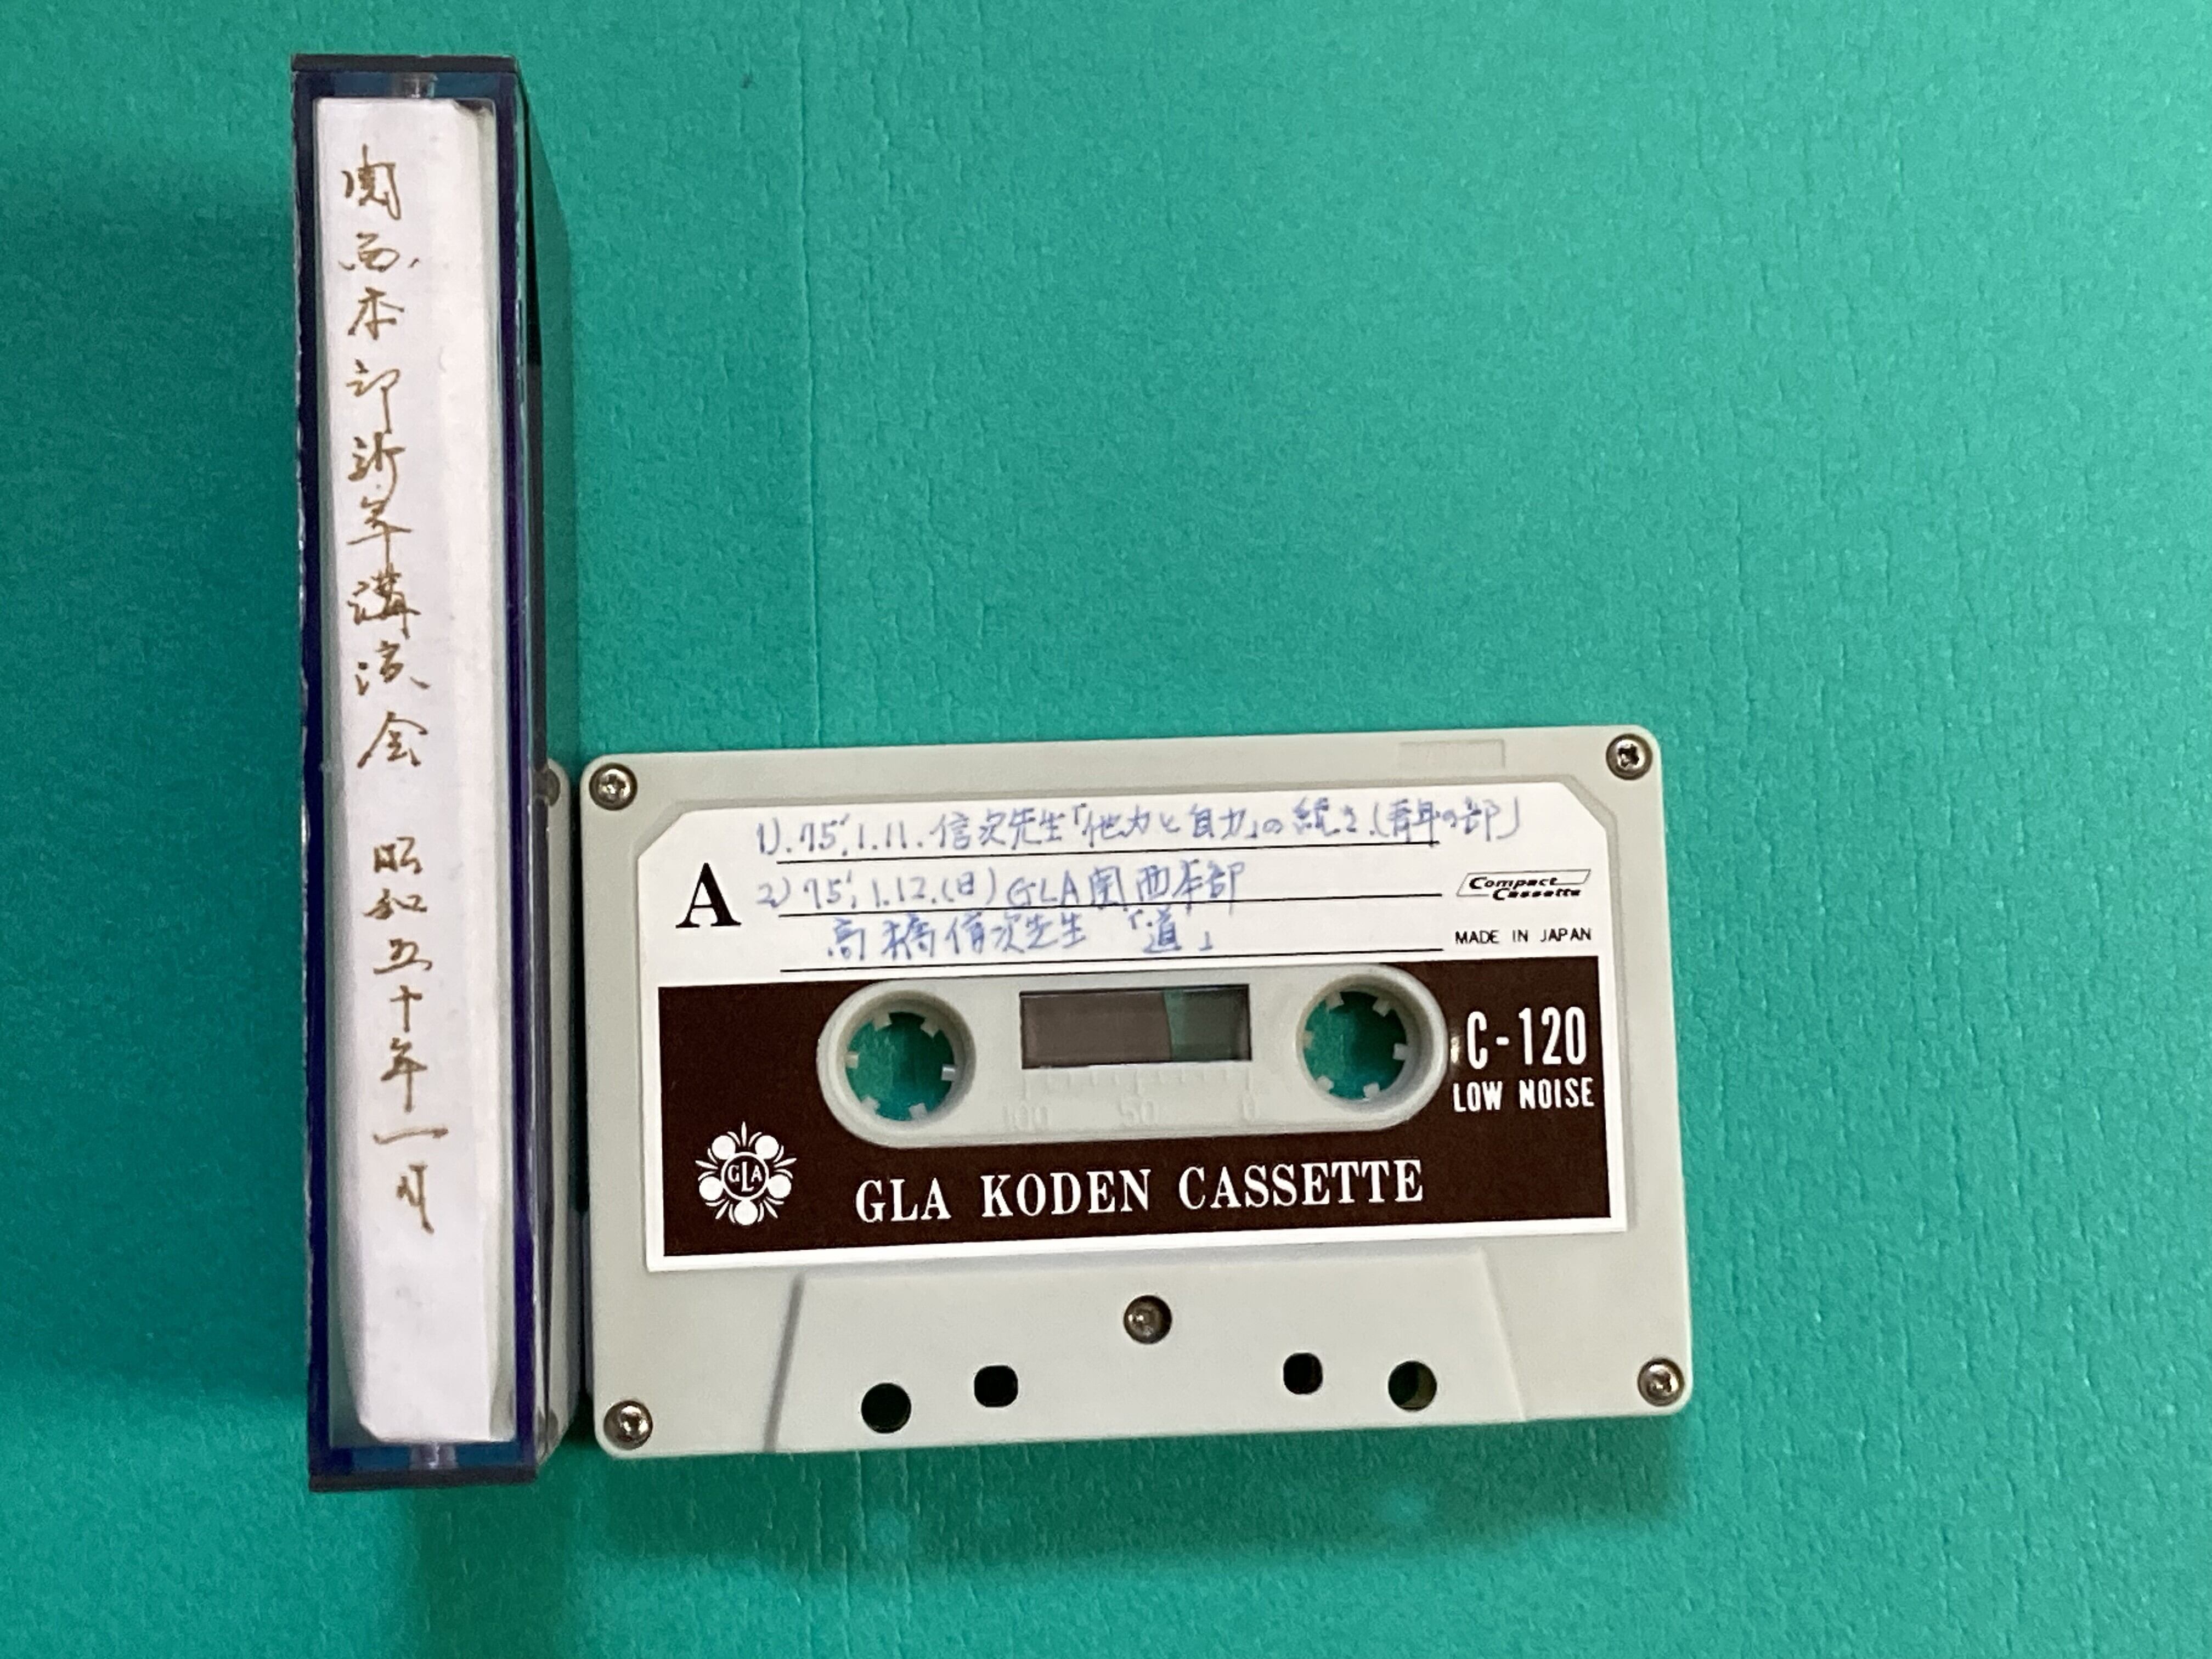 関西本部新年講演会 昭和五十年一月
A
1). 75', 1.11. 信次先生「他力と自力」の続き.(青年の部)
2) 75', 1.12.(日) GLA関西本部
高橋信次先生 「道」
Compact Cassette
MADE IN JAPAN
100 50 0
C-120
LOW NOISE
GLA
GLA KODEN CASSETTE